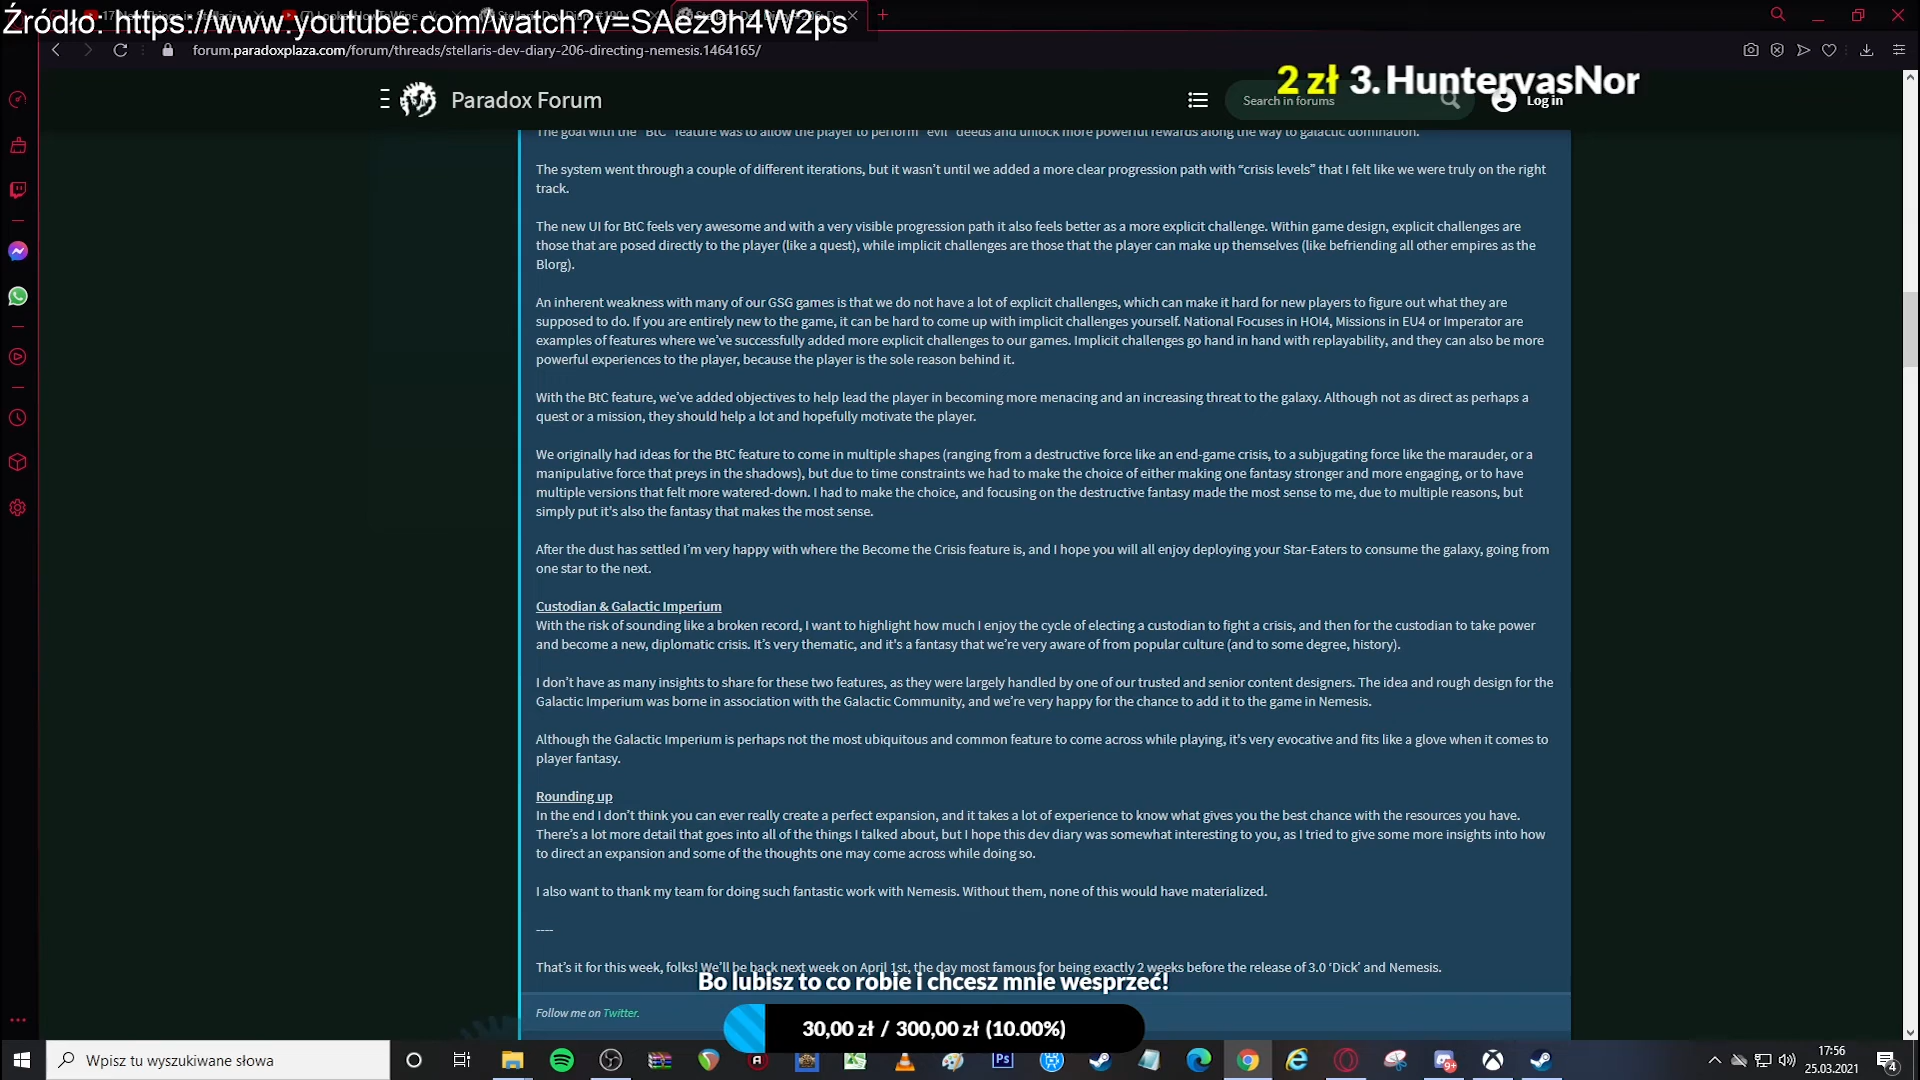 Źródło: https://www.youtube.com/watch?v=SAez9h4W2ps
forum.paradoxplaza.com/forum/threads/stellaris-dev-diary-206-directing-nemesis.1464165/
2 zł 3. HuntervasNor
Paradox Forum
Search in forums
Log in
The goal with the "BtC" feature was to allow the player to perform "evil" deeds and unlock more powerful rewards along the way to galactic domination.
The system went through a couple of different iterations, but it wasn't until we added a more clear progression path with “crisis levels” that I felt like we were truly on the right
track.
The new UI for BtC feels very awesome and with a very visible progression path it also feels better as a more explicit challenge. Within game design, explicit challenges are
those that are posed directly to the player (like a quest), while implicit challenges are those that the player can make up themselves (like befriending all other empires as the
Blorg).
An inherent weakness with many of our GSG games is that we do not have a lot of explicit challenges, which can make it hard for new players to figure out what they are
supposed to do. If you are entirely new to the game, it can be hard to come up with implicit challenges yourself. National Focuses in HOI4, Missions in EU4 or Imperator are
examples of features where we've successfully added more explicit challenges to our games. Implicit challenges go hand in hand with replayability, and they can also be more
powerful experiences to the player, because the player is the sole reason behind it.
With the BtC feature, we've added objectives to help lead the player in becoming more menacing and an increasing threat to the galaxy. Although not as direct as perhaps a
quest or a mission, they should help a lot and hopefully motivate the player.
We originally had ideas for the BtC feature to come in multiple shapes (ranging from a destructive force like an end-game crisis, to a subjugating force like the marauder, or a
manipulative force that preys in the shadows), but due to time constraints we had to make the choice of either making one fantasy stronger and more engaging, or to have
multiple versions that felt more watered-down. I had to make the choice, and focusing on the destructive fantasy made the most sense to me, due to multiple reasons, but
simply put it's also the fantasy that makes the most sense.
After the dust has settled I'm very happy with where the Become the Crisis feature is, and I hope you will all enjoy deploying your Star-Eaters to consume the galaxy, going from
one star to the next.
Custodian & Galactic Imperium
With the risk of sounding like a broken record, I want to highlight how much I enjoy the cycle of electing a custodian to fight a crisis, and then for the custodian to take power
and become a new, diplomatic crisis. It's very thematic, and it's a fantasy that we're very aware of from popular culture (and to some degree, history).
I don't have as many insights to share for these two features, as they were largely handled by one of our trusted and senior content designers. The idea and rough design for the
Galactic Imperium was borne in association with the Galactic Community, and we're very happy for the chance to add it to the game in Nemesis.
Although the Galactic Imperium is perhaps not the most ubiquitous and common feature to come across while playing, it's very evocative and fits like a glove when it comes to
player fantasy.
Rounding up
In the end I don't think you can ever really create a perfect expansion, and it takes a lot of experience to know what gives you the best chance with the resources you have.
There's a lot more detail that goes into all of the things I talked about, but I hope this dev diary was somewhat interesting to you, as I tried to give some more insights into how
to direct an expansion and some of the thoughts one may come across while doing so.
I also want to thank my team for doing such fantastic work with Nemesis. Without them, none of this would have materialized.
----
That's it for this week, folks! We'll be back next week on April 1st, the day most famous for being exactly 2 weeks before the release of 3.0 ‘Dick’ and Nemesis.
Bo lubisz to co robie i chcesz mnie wesprzeć!
Follow me on Twitter.
30,00 zł / 300,00 zł (10.00%)
Wpisz tu wyszukiwane słowa
Ps
9+
17:56
25.03.2021
4